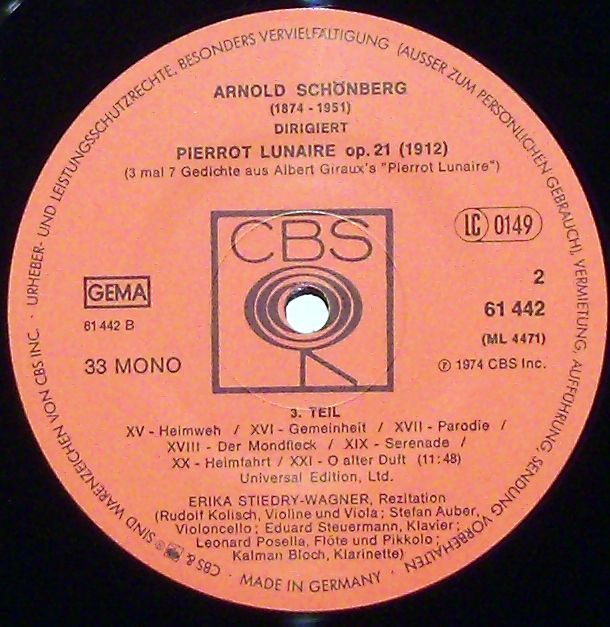 URHEBER- UND LEISTUNGSSCHUTZRECHTE, BESONDERS VERVIELFÄLTIGUNG (AUSSER ZUM PERSÖNLICHEN GEBRAUCH), VERMIETUNG, AUFFÜHRUNG, SENDUNG VORBEHALTEN
ARNOLD SCHÖNBERG
(1874 - 1951)
DIRIGIERT
PIERROT LUNAIRE op. 21 (1912)
(3 mal 7 Gedichte aus Albert Giraux's "Pierrot Lunaire")
CBS
LC 0149
GEMA
61 442 B
33 MONO
2
61 442
(ML 4471)
℗ 1974 CBS Inc.
3. TEIL
XV - Heimweh / XVI - Gemeinheit / XVII - Parodie /
XVIII - Der Mondfleck / XIX - Serenade /
XX - Heimfahrt / XXI - O alter Duft (11:48)
Universal Edition, Ltd.
ERIKA STIEDRY-WAGNER, Rezitation
(Rudolf Kolisch, Violine und Viola; Stefan Auber,
Violoncello; Eduard Steuermann, Klavier;
Leonard Posella, Flöte und Pikkolo;
Kalman Bloch, Klarinette)
CBS & ® SIND WARENZEICHEN VON CBS INC.
MADE IN GERMANY